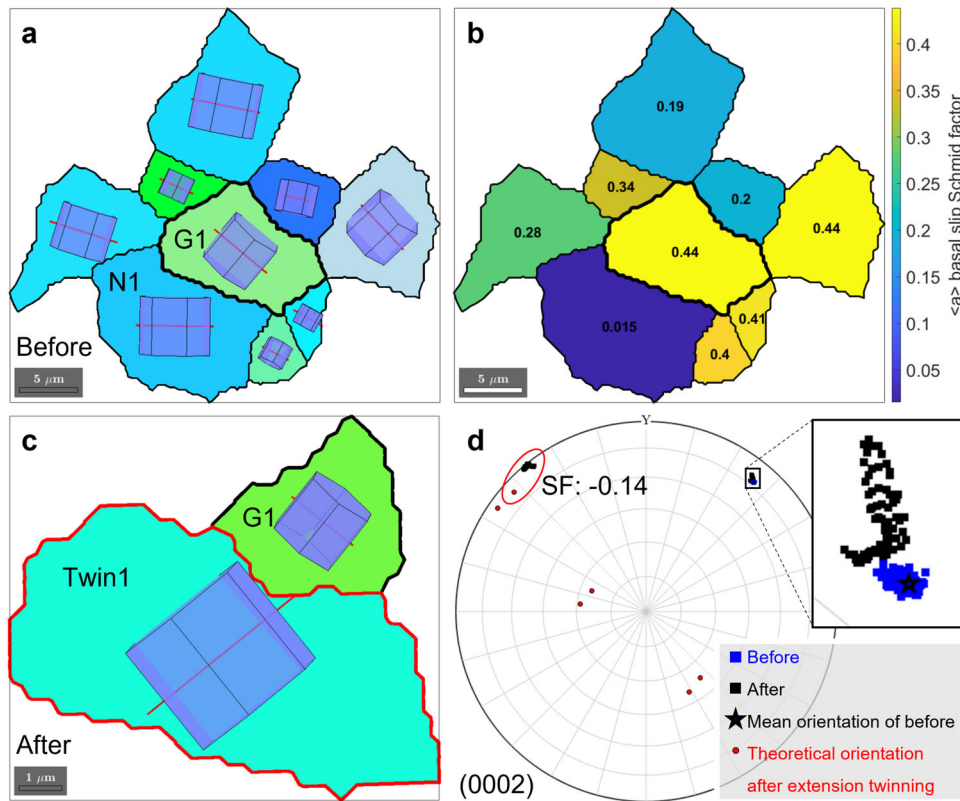 a
G1
N1
Before
5 μm
b
0.19
0.34
0.2
0.28
0.44
0.44
0.015
0.41
0.4
5 μm
0.4
0.35
0.3
0.25
0.2
0.15
0.1
0.05
<a> basal slip Schmid factor
c
G1
Twin1
After
1 μm
d
Y
SF: -0.14
Before
After
Mean orientation of before
Theoretical orientation
after extension twinning
(0002)